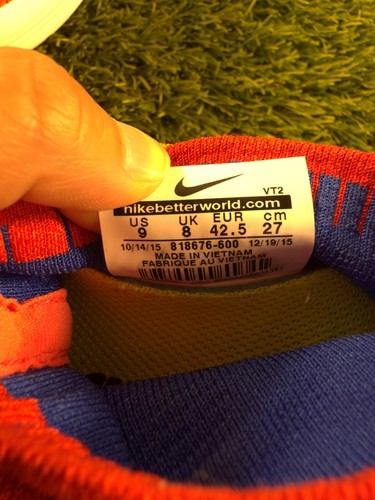 VT2
nikebetterworld.com
US UK EUR cm
9 8 42.5 27
10/14/15 818676-600 12/19/15
MADE IN VIETNAM
FABRIQUE AU VIETNAM